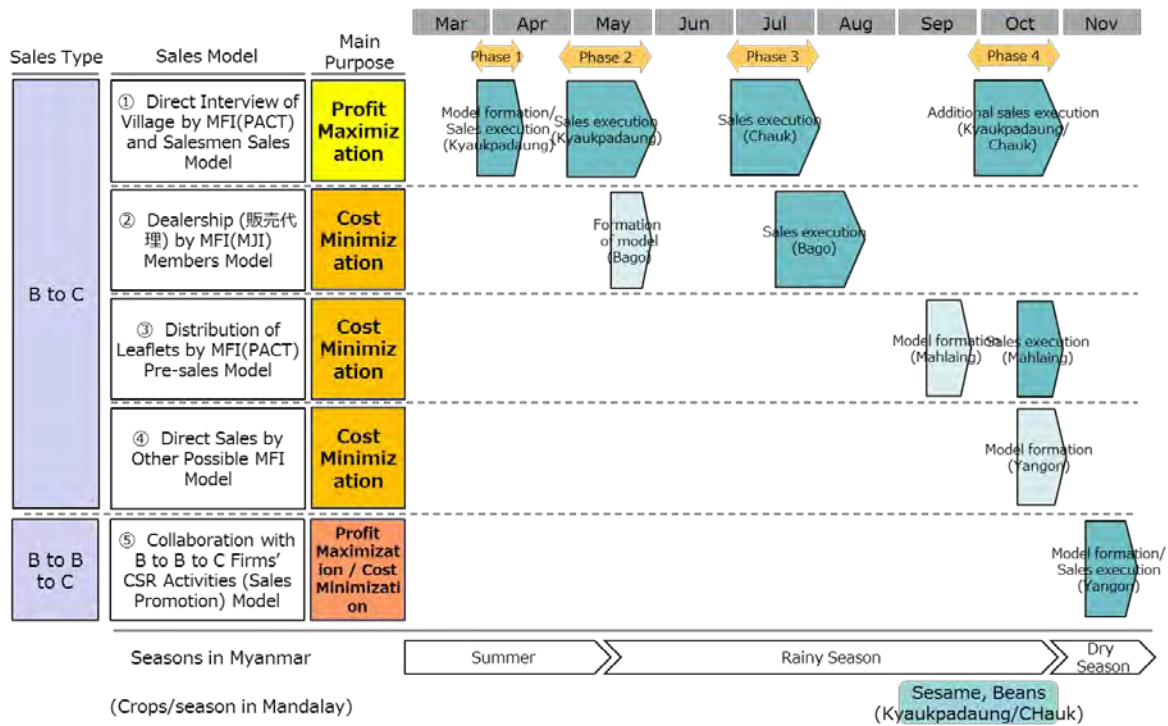 Mar Apr May Jun Jul Aug Sep Oct Nov
Sales Type
Sales Model
Main
Purpose
Phase 1
Phase 2
Phase 3
Phase 4
B to C
① Direct Interview of
Village by MFI(PACT)
and Salesmen Sales
Model
Profit
Maximiz
ation
Model formation/
Sales execution
(Kyaukpadaung)
Sales execution
(Kyaukpadaung)
Sales execution
(Chauk)
Additional sales execution
(Kyaukpadaung/
Chauk)
② Dealership (販売代
理) by MFI(MJI)
Members Model
Cost
Minimiz
ation
Formation
of model
(Bago)
Sales execution
(Bago)
③ Distribution of
Leaflets by MFI(PACT)
Pre-sales Model
Cost
Minimiz
ation
Model formation
(Mahlaing)
Sales execution
(Mahlaing)
④ Direct Sales by
Other Possible MFI
Model
Cost
Minimiz
ation
Model formation
(Yangon)
B to B
to C
⑤ Collaboration with
B to B to C Firms'
CSR Activities (Sales
Promotion) Model
Profit
Maximizat
ion / Cost
Minimizati
on
Model formation/
Sales execution
(Yangon)
Seasons in Myanmar
Summer
Rainy Season
Dry
Season
(Crops/season in Mandalay)
Sesame, Beans
(Kyaukpadaung/CHauk)